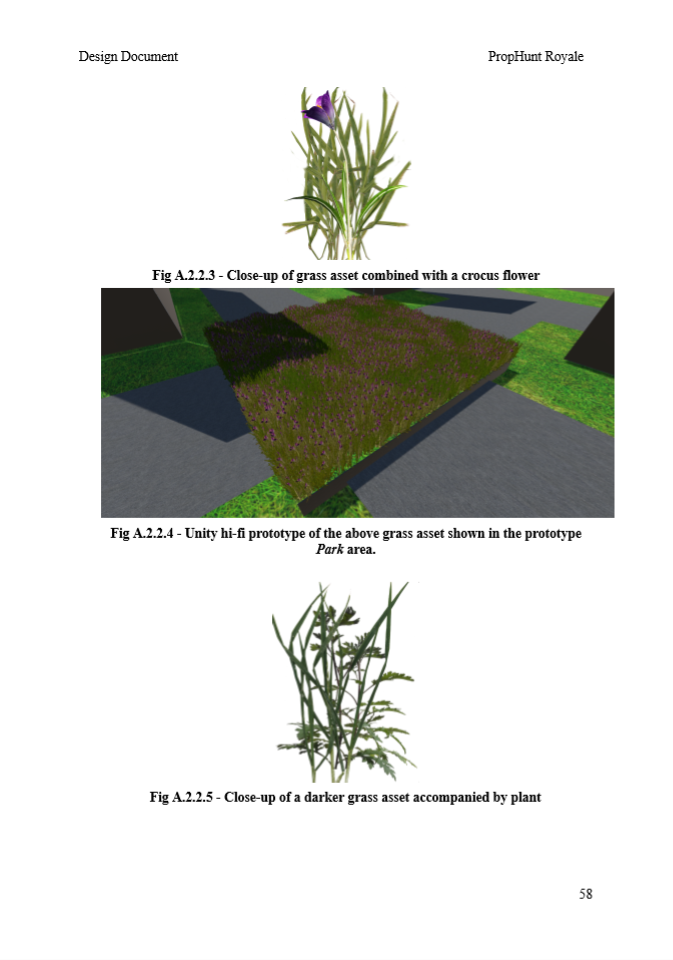 Design Document PropHunt Royale
Fig A.2.2.3 - Close-up of grass asset combined with a crocus flower
Fig A.2.2.4 - Unity hi-fi prototype of the above grass asset shown in the prototype
Park area.
Fig A.2.2.5 - Close-up of a darker grass asset accompanied by plant
58